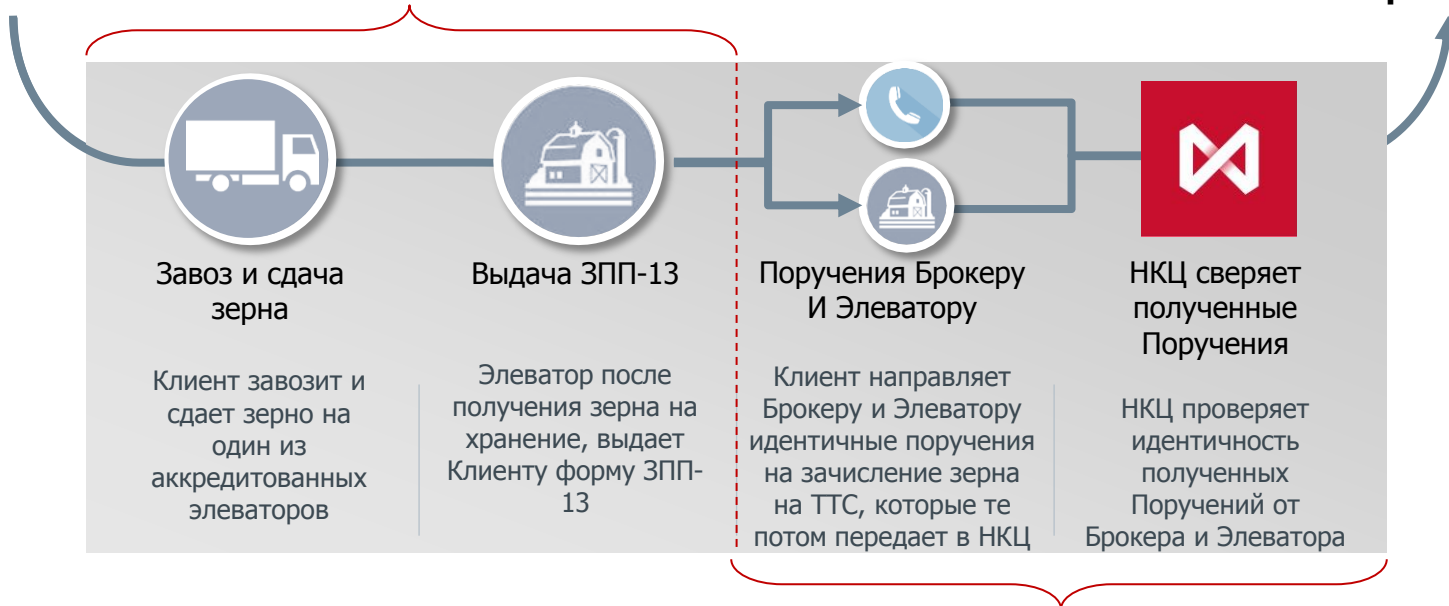 Завоз и сдача
зерна
Клиент завозит и
сдает зерно на
один из
аккредитованных
элеваторов
Выдача ЗПП-13
Элеватор после
получения зерна на
хранение, выдает
Клиенту форму ЗПП-
13
Поручения Брокеру
И Элеватору
Клиент направляет
Брокеру и Элеватору
идентичные поручения
на зачисление зерна
на ТТС, которые те
потом передает в НКЦ
НКЦ сверяет
полученные
Поручения
НКЦ проверяет
идентичность
полученных
Поручений от
Брокера и Элеватора